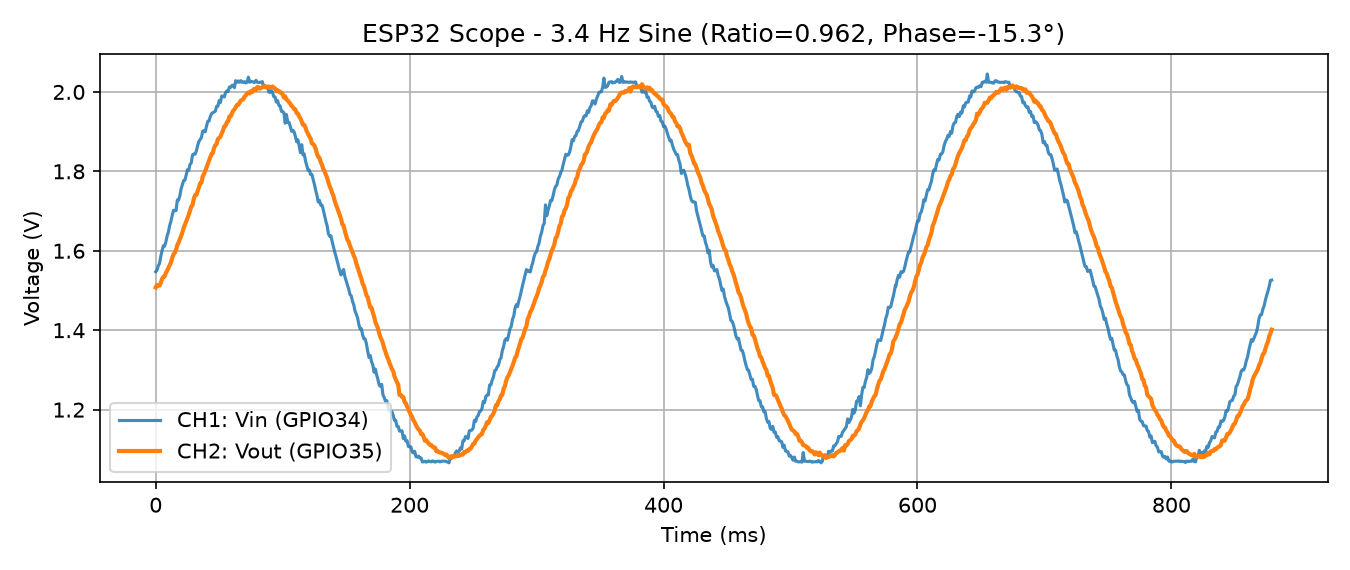 ESP32 Scope - 3.4 Hz Sine (Ratio=0.962, Phase=-15.3°)
Voltage (V)
2.0
1.8
1.6
1.4
1.2
CH1: Vin (GPIO34)
CH2: Vout (GPIO35)
0 200 400 600 800
Time (ms)